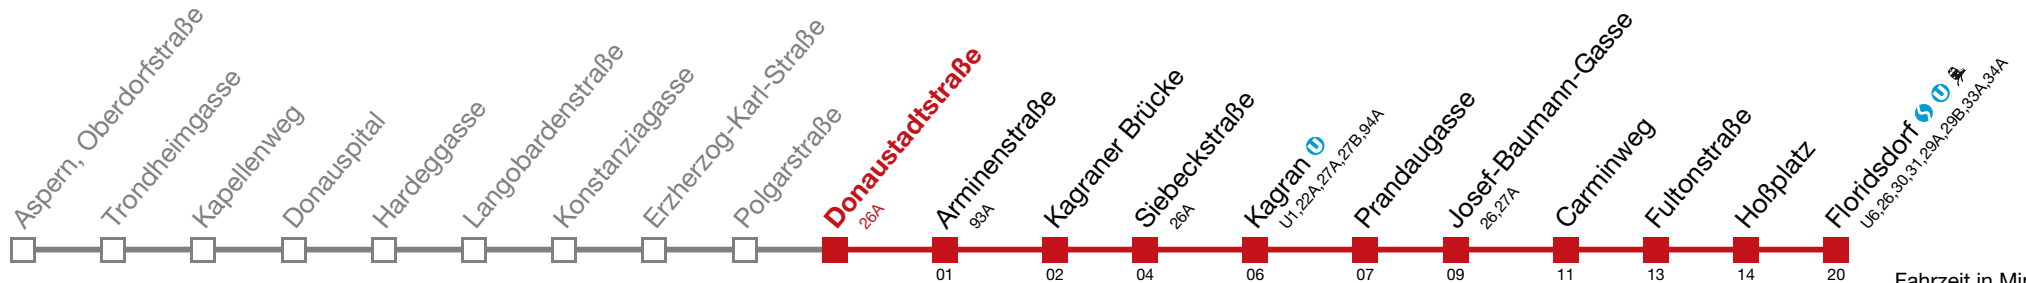 Aspern, Oberdorfstraße
Trondheimgasse
Kapellenweg
Donauspital
Hardeggasse
Langobardenstraße
Konstanziagasse
Erzherzog-Karl-Straße
Polgarstraße
Donaustadtstraße
26A
Arminenstraße
93A
Kagraner Brücke
Siebeckstraße
26A
Kagran U
U1,22A,27A,27B,94A
Prandaugasse
Josef-Baumann-Gasse
26,27A
Carminweg
Fultonstraße
Hoßplatz
Floridsdorf S U
U6,26,30,31,29A,29B,33A,34A
01 02 04 06 07 09 11 13 14 20
Fahrzeit in